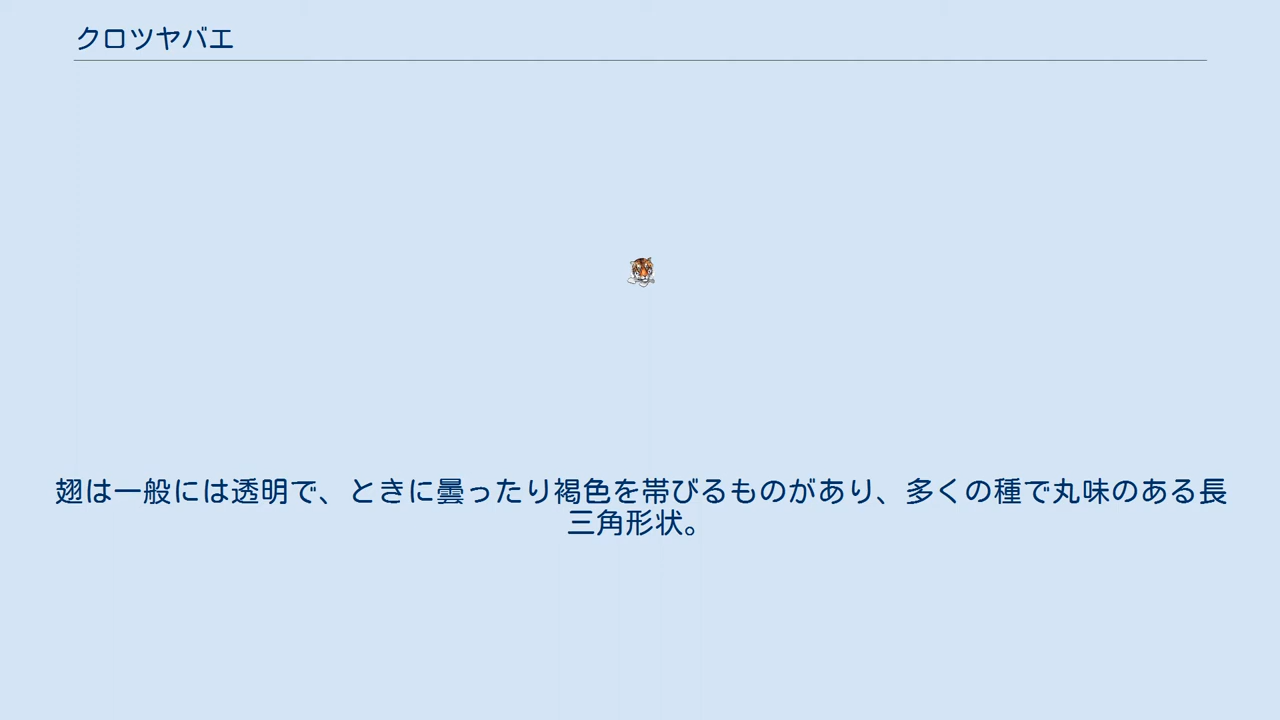 クロツヤバエ
翅は一般には透明で、ときに曇ったり褐色を帯びるものがあり、多くの種で丸味のある長
三角形状。